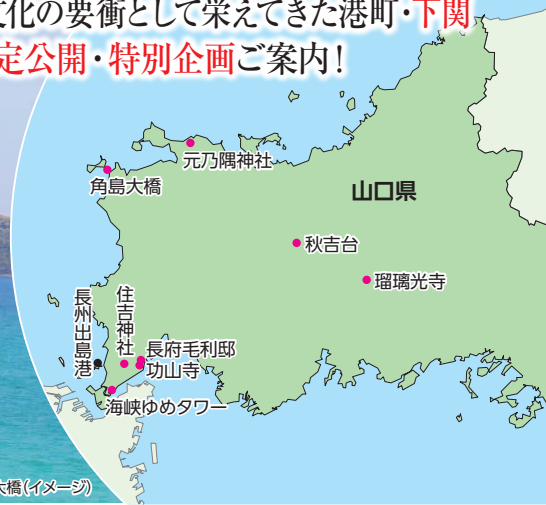 文化の要衝として栄えてきた港町・下関
定公開・特別企画ご案内!
元乃隅神社
角島大橋
山口県
秋吉台
瑠璃光寺
長州出島港
住吉神社
長府毛利邸
功山寺
海峡ゆめタワー
大橋(イメージ)